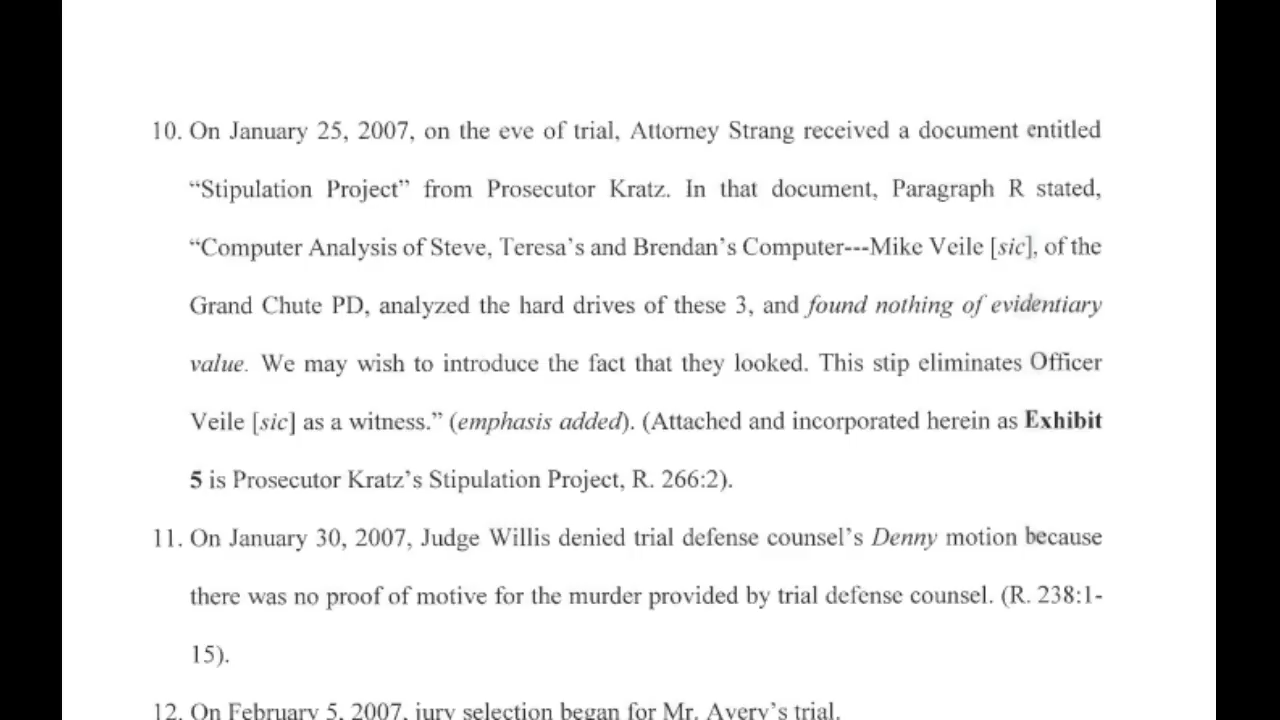 10. On January 25, 2007, on the eve of trial, Attorney Strang received a document entitled
“Stipulation Project” from Prosecutor Kratz. In that document, Paragraph R stated,
“Computer Analysis of Steve, Teresa’s and Brendan’s Computer---Mike Veile [sic], of the
Grand Chute PD, analyzed the hard drives of these 3, and found nothing of evidentiary
value. We may wish to introduce the fact that they looked. This stip eliminates Officer
Veile [sic] as a witness.” (emphasis added). (Attached and incorporated herein as Exhibit
5 is Prosecutor Kratz’s Stipulation Project, R. 266:2).
11. On January 30, 2007, Judge Willis denied trial defense counsel’s Denny motion because
there was no proof of motive for the murder provided by trial defense counsel. (R. 238:1-
15).
12. On February 5, 2007, jury selection began for Mr. Avery’s trial.